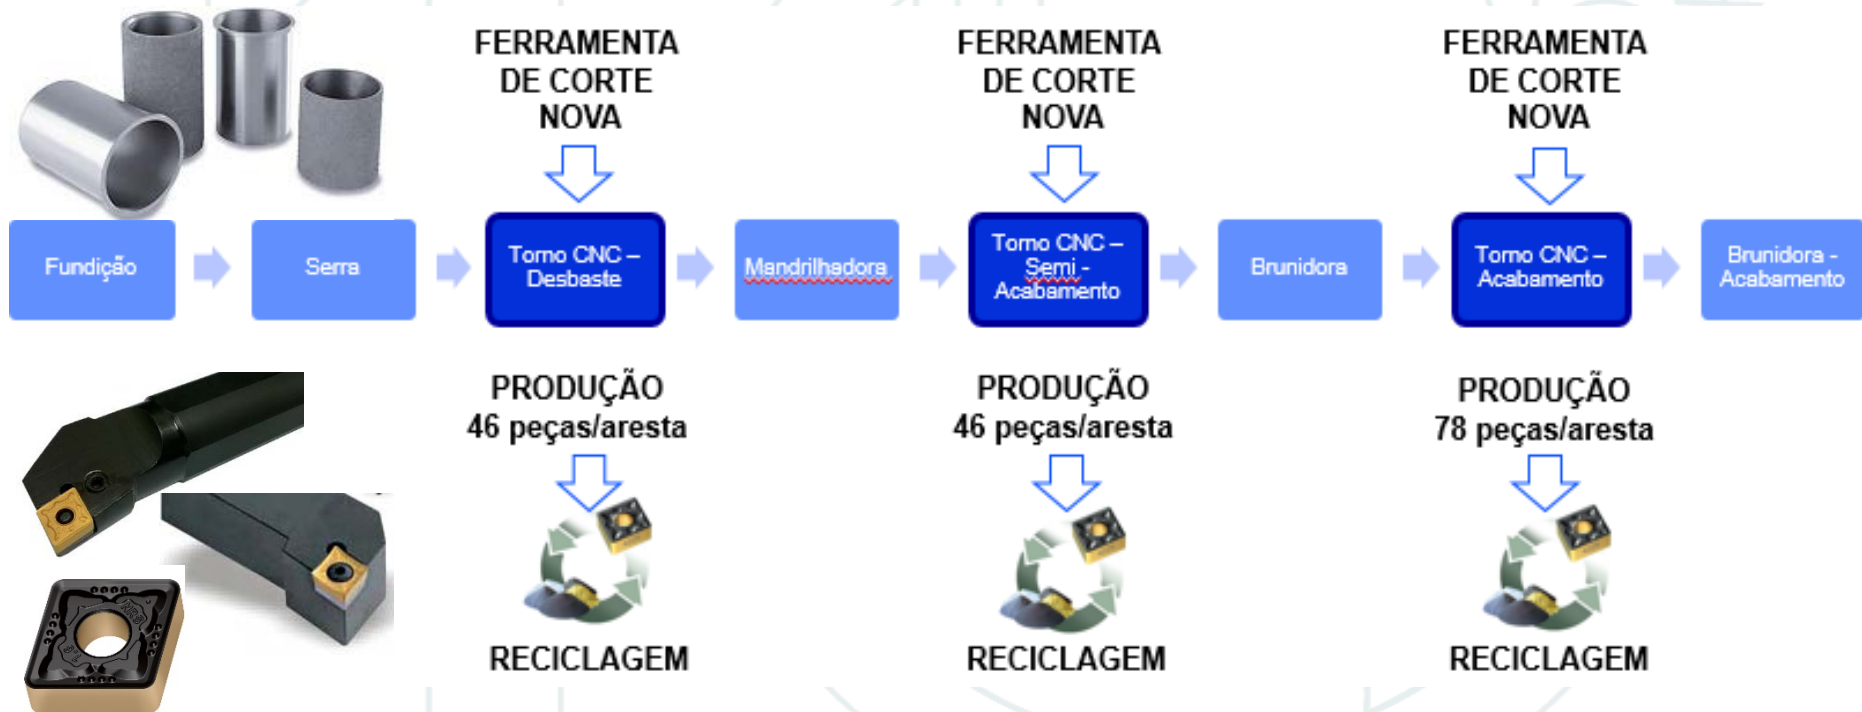 FERRAMENTA
DE CORTE
NOVA
FERRAMENTA
DE CORTE
NOVA
FERRAMENTA
DE CORTE
NOVA
Fundição
Serra
Torno CNC –
Desbaste
Mandrilhadora
Torno CNC –
Semi -
Acabamento
Brunidora
Torno CNC –
Acabamento
Brunidora -
Acabamento
PRODUÇÃO
46 peças/aresta
PRODUÇÃO
46 peças/aresta
PRODUÇÃO
78 peças/aresta
RECICLAGEM
RECICLAGEM
RECICLAGEM